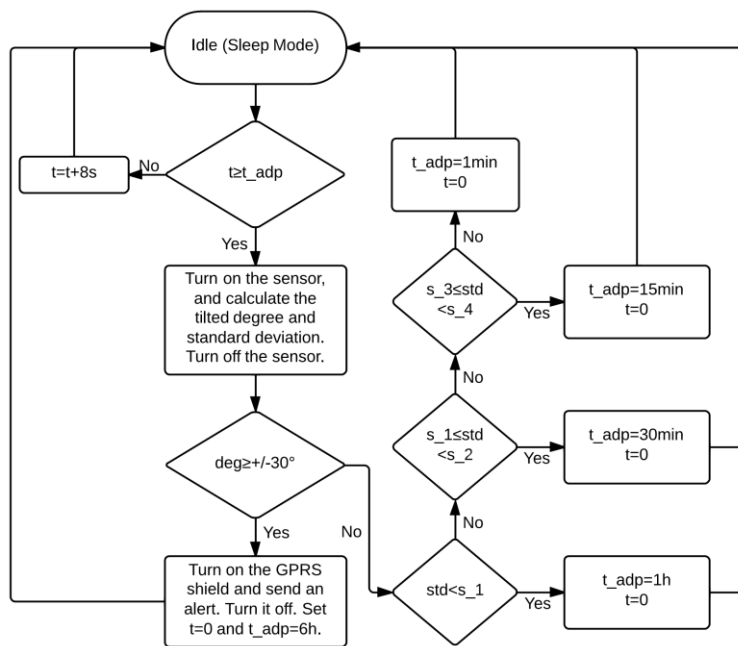 Idle (Sleep Mode)
t≥t_adp
No
t=t+8s
Yes
Turn on the sensor,
and calculate the
tilted degree and
standard deviation.
Turn off the sensor.
deg≥+/-30°
Yes
No
Turn on the GPRS
shield and send an
alert. Turn it off. Set
t=0 and t_adp=6h.
std<s_1
Yes
t_adp=1h
t=0
No
s_1≤std
<s_2
Yes
t_adp=30min
t=0
No
s_3≤std
<s_4
Yes
t_adp=15min
t=0
No
t_adp=1min
t=0